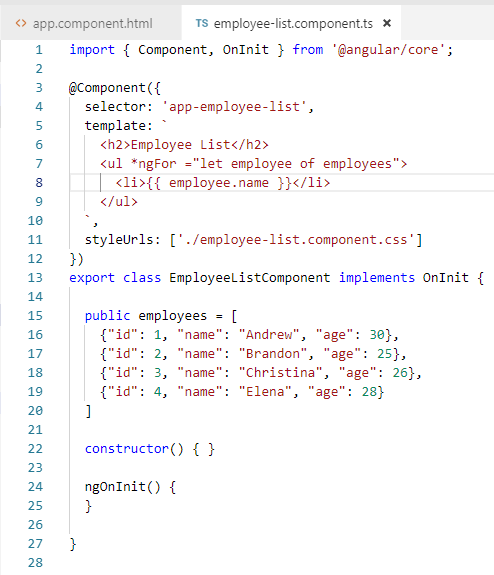 app.component.html
TS employee-list.component.ts
1 import { Component, OnInit } from '@angular/core';
2
3 @Component({
4   selector: 'app-employee-list',
5   template: `
6     <h2>Employee List</h2>
7     <ul *ngFor ="let employee of employees">
8       <li>{{ employee.name }}</li>
9     </ul>
10   `,
11   styleUrls: ['./employee-list.component.css']
12 })
13 export class EmployeeListComponent implements OnInit {
14
15   public employees = [
16     {"id": 1, "name": "Andrew", "age": 30},
17     {"id": 2, "name": "Brandon", "age": 25},
18     {"id": 3, "name": "Christina", "age": 26},
19     {"id": 4, "name": "Elena", "age": 28}
20   ]
21
22   constructor() { }
23
24   ngOnInit() {
25   }
26
27 }
28